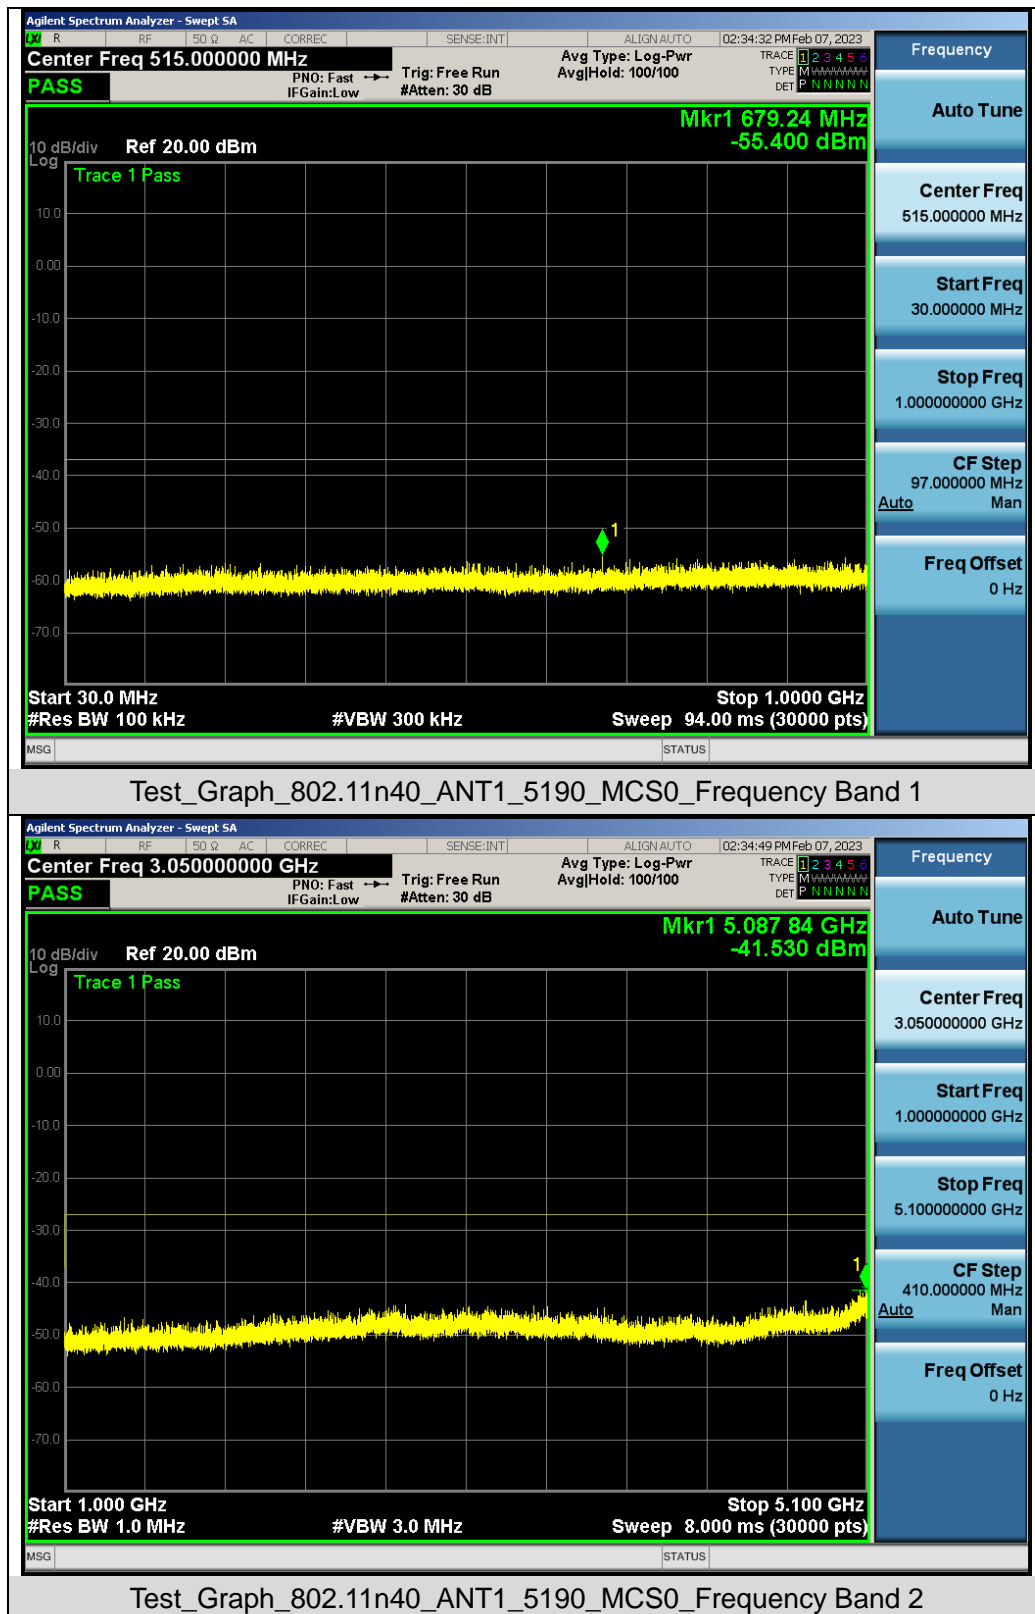 Agilent Spectrum Analyzer - Swept SA
LXI R RF 50 Ω AC CORREC SENSE:INT ALIGN AUTO 02:34:32 PM Feb 07, 2023
Center Freq 515.000000 MHz
PASS
PNO: Fast
IFGain:Low
Trig: Free Run
#Atten: 30 dB
Avg Type: Log-Pwr
Avg|Hold: 100/100
TRACE 1 2 3 4 5 6
TYPE M WWWWW
DET P N N N N N
Mkr1 679.24 MHz
-55.400 dBm
10 dB/div Ref 20.00 dBm
Log
Trace 1 Pass
10.0
0.00
-10.0
-20.0
-30.0
-40.0
-50.0
-60.0
-70.0
1
Start 30.0 MHz Stop 1.0000 GHz
#Res BW 100 kHz #VBW 300 kHz Sweep 94.00 ms (30000 pts)
MSG STATUS
Frequency
Auto Tune
Center Freq
515.000000 MHz
Start Freq
30.000000 MHz
Stop Freq
1.000000000 GHz
CF Step
97.000000 MHz
Auto Man
Freq Offset
0 Hz
Test_Graph_802.11n40_ANT1_5190_MCS0_Frequency Band 1
Agilent Spectrum Analyzer - Swept SA
LXI R RF 50 Ω AC CORREC SENSE:INT ALIGN AUTO 02:34:49 PM Feb 07, 2023
Center Freq 3.050000000 GHz
PASS
PNO: Fast
IFGain:Low
Trig: Free Run
#Atten: 30 dB
Avg Type: Log-Pwr
Avg|Hold: 100/100
TRACE 1 2 3 4 5 6
TYPE M WWWWW
DET P N N N N N
Mkr1 5.087 84 GHz
-41.530 dBm
10 dB/div Ref 20.00 dBm
Log
Trace 1 Pass
10.0
0.00
-10.0
-20.0
-30.0
-40.0
-50.0
-60.0
-70.0
1
Start 1.000 GHz Stop 5.100 GHz
#Res BW 1.0 MHz #VBW 3.0 MHz Sweep 8.000 ms (30000 pts)
MSG STATUS
Frequency
Auto Tune
Center Freq
3.050000000 GHz
Start Freq
1.000000000 GHz
Stop Freq
5.100000000 GHz
CF Step
410.000000 MHz
Auto Man
Freq Offset
0 Hz
Test_Graph_802.11n40_ANT1_5190_MCS0_Frequency Band 2